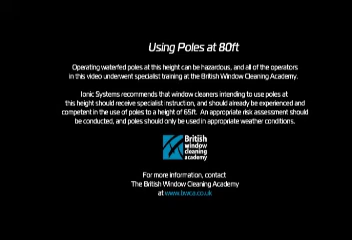 Using Poles at 80ft
Operating waterfed poles at this height can be hazardous, and all of the operators
in this video underwent specialist training at the British Window Cleaning Academy.
Ionic Systems recommends that window cleaners intending to use poles at
this height should receive specialist instruction, and should already be experienced and
competent in the use of poles to a height of 65ft. An appropriate risk assessment should
be conducted, and poles should only be used in appropriate weather conditions.
British
window
cleaning
academy
For more information, contact
The British Window Cleaning Academy
at www.bwca.co.uk